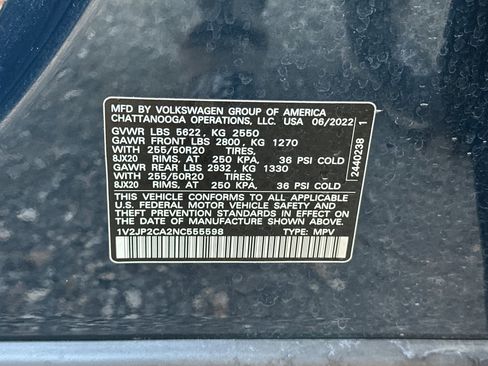 MFD BY VOLKSWAGEN GROUP OF AMERICA
CHATTANOOGA OPERATIONS, LLC. USA 06/2022
GVWR LBS 5622, KG 2550
GAWR FRONT LBS 2800, KG 1270
WITH 255/50R20 TIRES,
8JX20 RIMS, AT 250 KPA, 36 PSI COLD
GAWR REAR LBS 2932, KG 1330
WITH 255/50R20 TIRES,
8JX20 RIMS, AT 250 KPA, 36 PSI COLD
THIS VEHICLE CONFORMS TO ALL APPLICABLE
U.S. FEDERAL MOTOR VEHICLE SAFETY AND
THEFT PREVENTION STANDARDS IN EFFECT
ON THE DATE OF MANUFACTURE SHOWN ABOVE.
1V2JP2CA2NC555598 TYPE: MPV
2440238 1